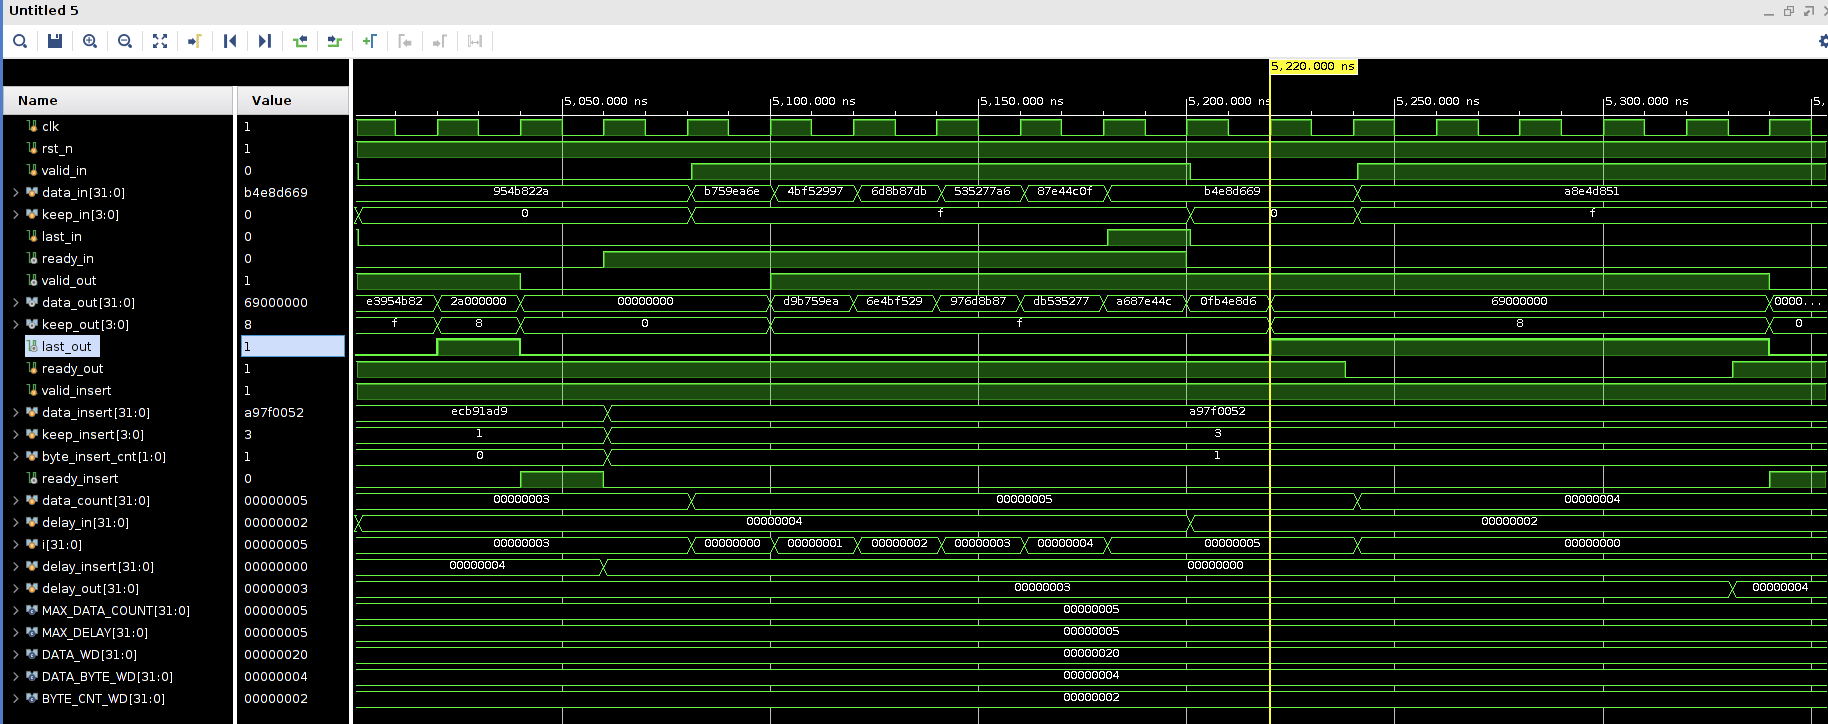 Untitled 5
5,220.000 ns
Name Value 5,050.000 ns 5,100.000 ns 5,150.000 ns 5,200.000 ns 5,250.000 ns 5,300.000 ns 5,
clk 1
rst_n 1
valid_in 0
data_in[31:0] b4e8d669 954b822a b759ea6e 4bf52997 6d8b87db 535277a6 87e44c0f b4e8d669 a8e4d851
keep_in[3:0] 0 0 f 0 f
last_in 0
ready_in 0
valid_out 1
data_out[31:0] 69000000 e3954b82 2a000000 00000000 d9b759ea 6e4bf529 976d8b87 db535277 a687e44c 0fb4e8d6 69000000 0000...
keep_out[3:0] 8 f 8 0 f 8 0
last_out 1
ready_out 1
valid_insert 1
data_insert[31:0] a97f0052 ecb91ad9 a97f0052
keep_insert[3:0] 3 1 3
byte_insert_cnt[1:0] 1 0 1
ready_insert 0
data_count[31:0] 00000005 00000003 00000005 00000004
delay_in[31:0] 00000002 00000004 00000002
i[31:0] 00000005 00000003 00000000 00000001 00000002 00000003 00000004 00000005 00000000
delay_insert[31:0] 00000000 00000004 00000000
delay_out[31:0] 00000003 00000003 00000004
MAX_DATA_COUNT[31:0] 00000005 00000005
MAX_DELAY[31:0] 00000005 00000005
DATA_WD[31:0] 00000020 00000020
DATA_BYTE_WD[31:0] 00000004 00000004
BYTE_CNT_WD[31:0] 00000002 00000002